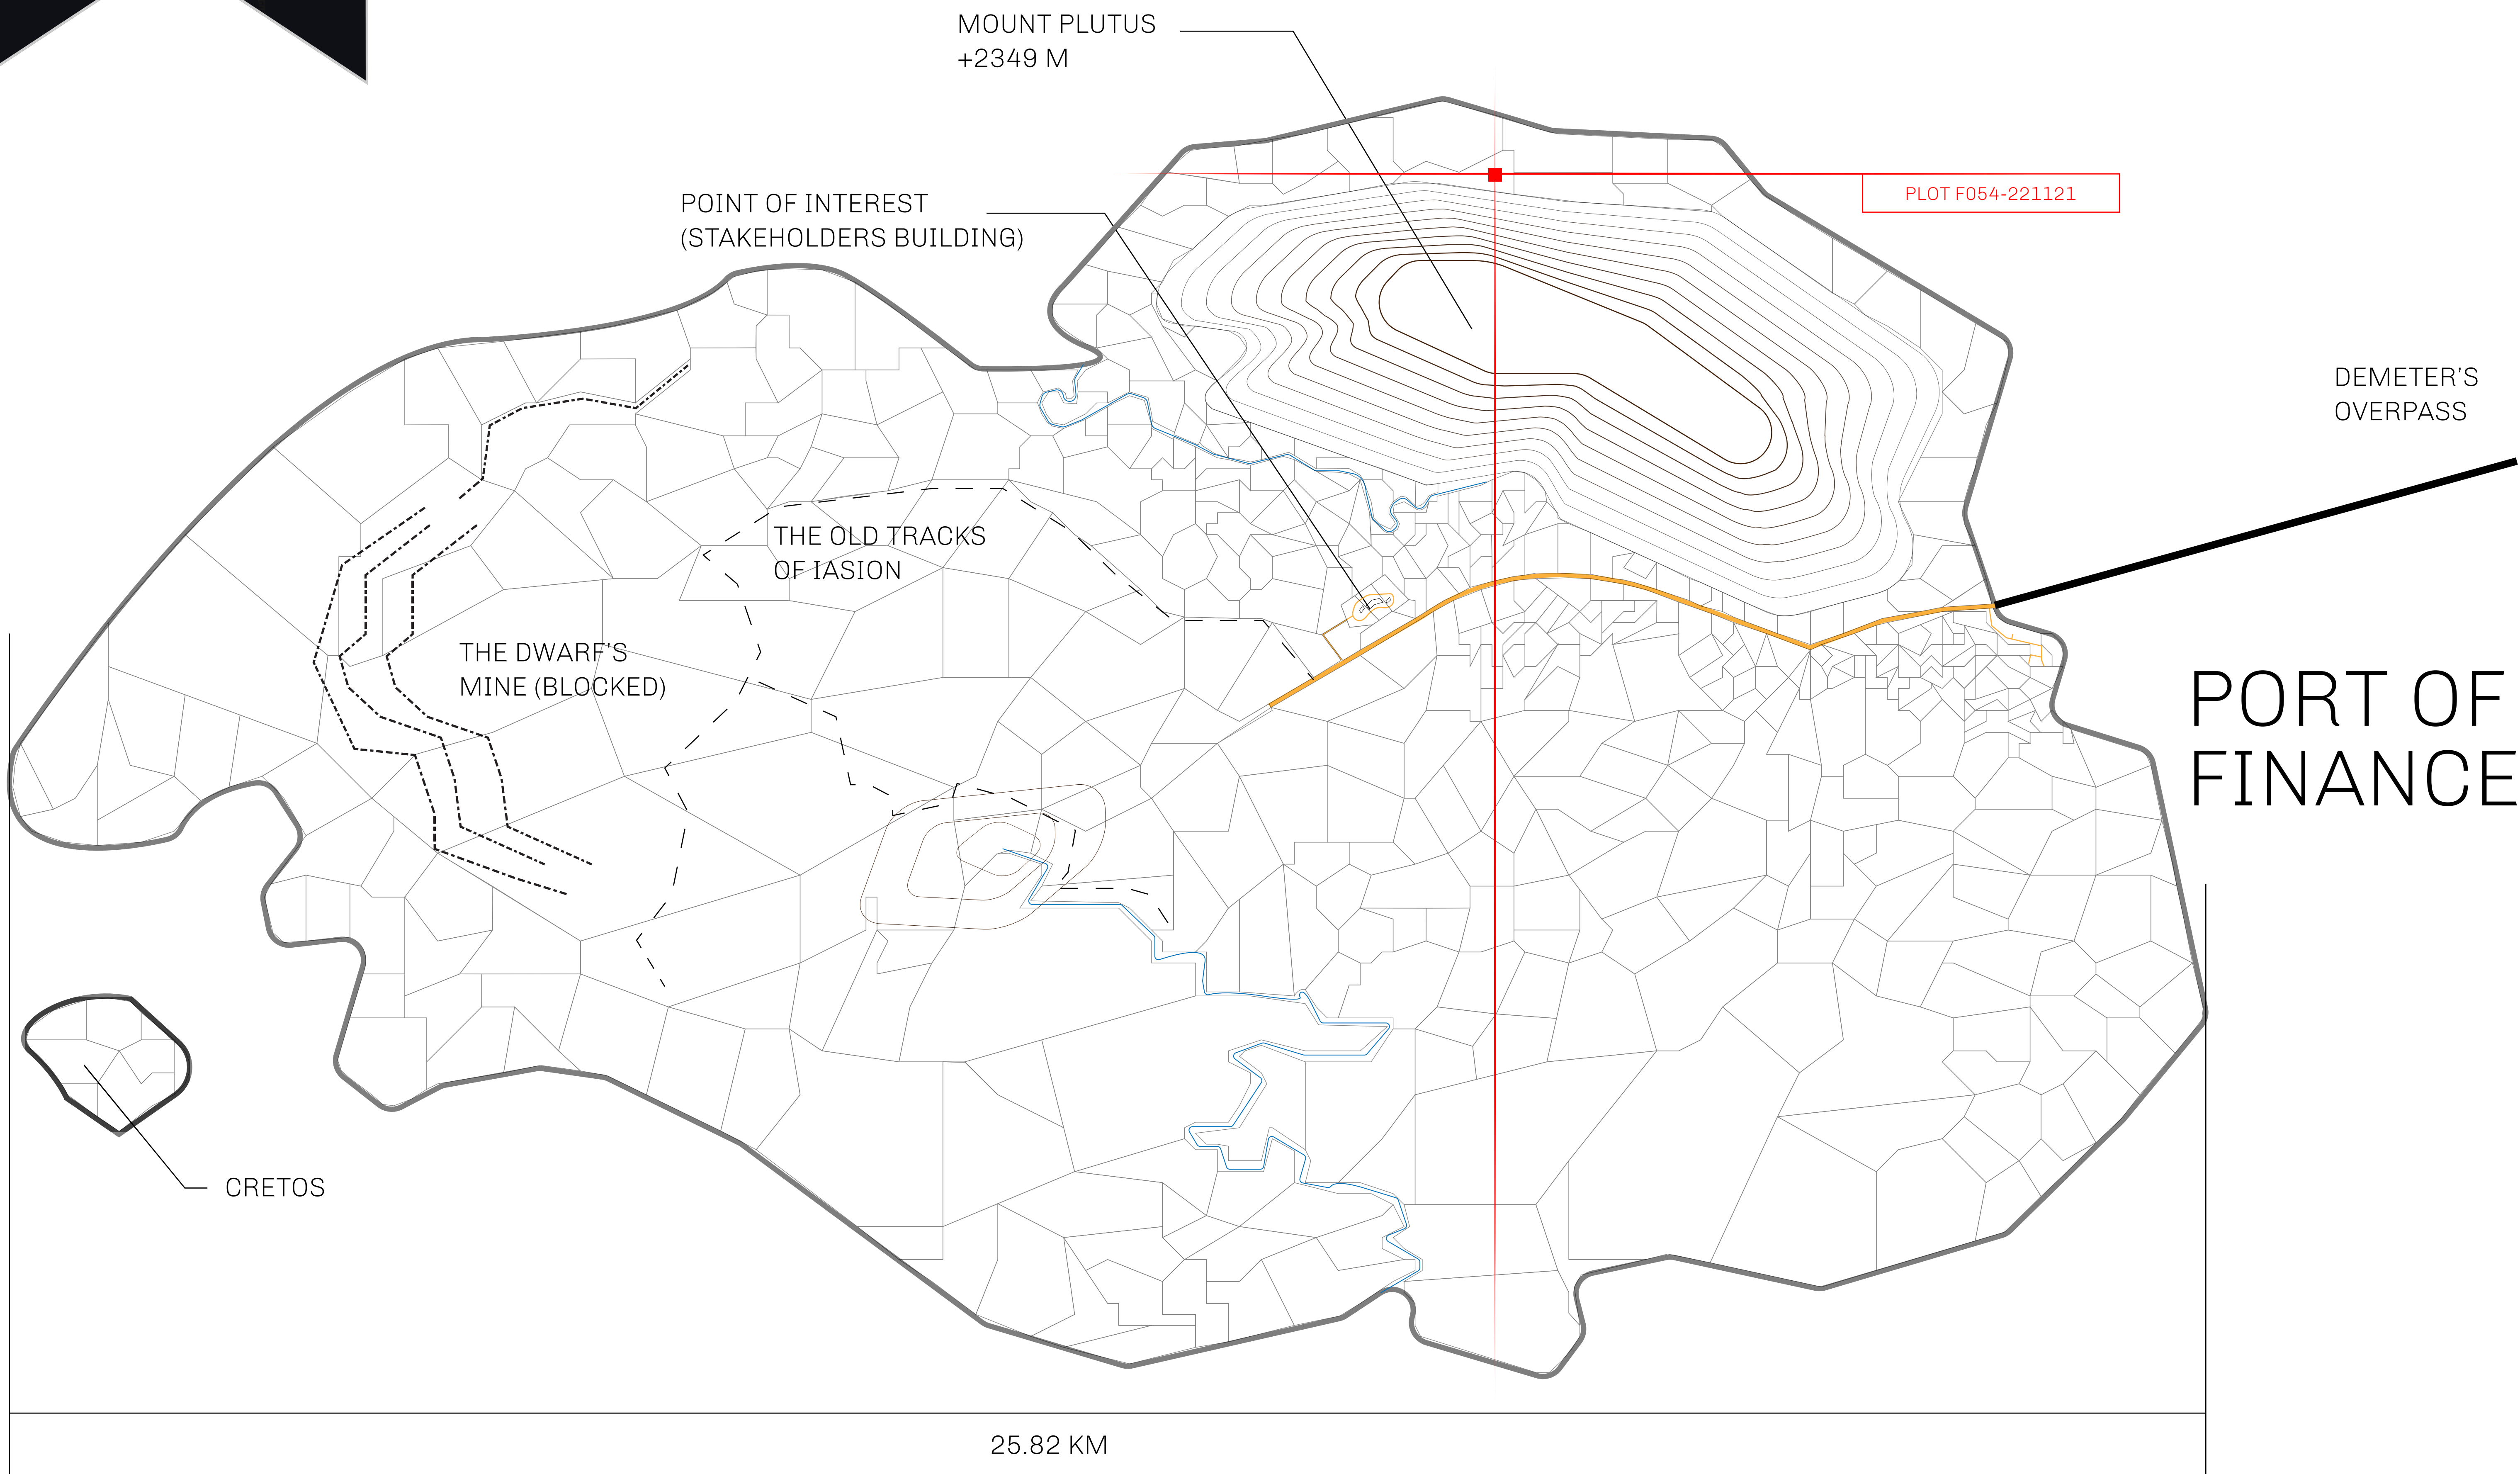 MOUNT PLUTUS
+2349 M
POINT OF INTEREST
(STAKEHOLDERS BUILDING)
PLOT F054-221121
DEMETER'S
OVERPASS
THE OLD TRACKS
OF IASION
THE DWARF'S
MINE (BLOCKED)
PORT OF
FINANCE
CRETOS
25.82 KM